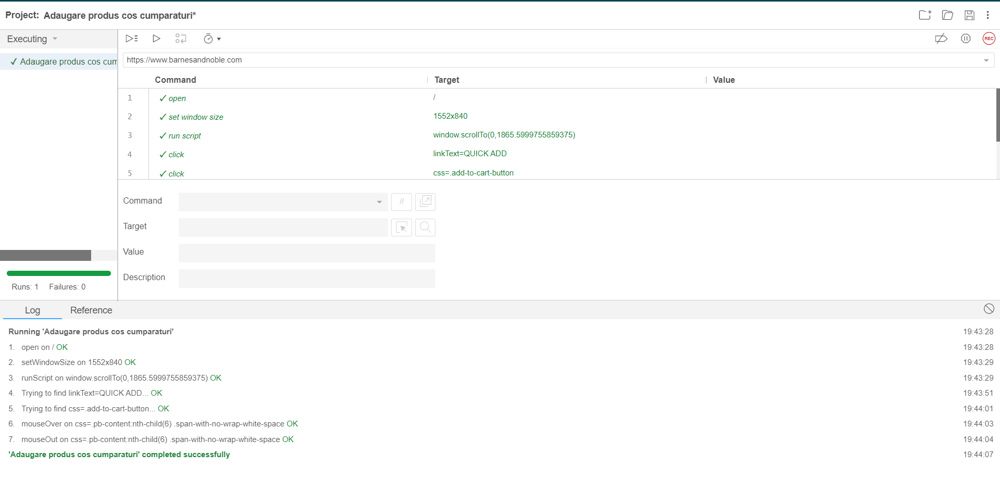 Project: Adaugare produs cos cumparaturi*
Executing
REC
✓ Adaugare produs cos cum
https://www.barnesandnoble.com
Command Target Value
1 ✓ open /
2 ✓ set window size 1552x840
3 ✓ run script window.scrollTo(0,1865.5999755859375)
4 ✓ click linkText=QUICK ADD
5 ✓ click css=.add-to-cart-button
Command //
Target
Value
Description
Runs: 1 Failures: 0
Log Reference
Running 'Adaugare produs cos cumparaturi' 19:43:28
1. open on / OK 19:43:28
2. setWindowSize on 1552x840 OK 19:43:29
3. runScript on window.scrollTo(0,1865.5999755859375) OK 19:43:29
4. Trying to find linkText=QUICK ADD... OK 19:43:51
5. Trying to find css=.add-to-cart-button... OK 19:44:01
6. mouseOver on css=.pb-content:nth-child(6) .span-with-no-wrap-white-space OK 19:44:03
7. mouseOut on css=.pb-content:nth-child(6) .span-with-no-wrap-white-space OK 19:44:04
'Adaugare produs cos cumparaturi' completed successfully 19:44:07